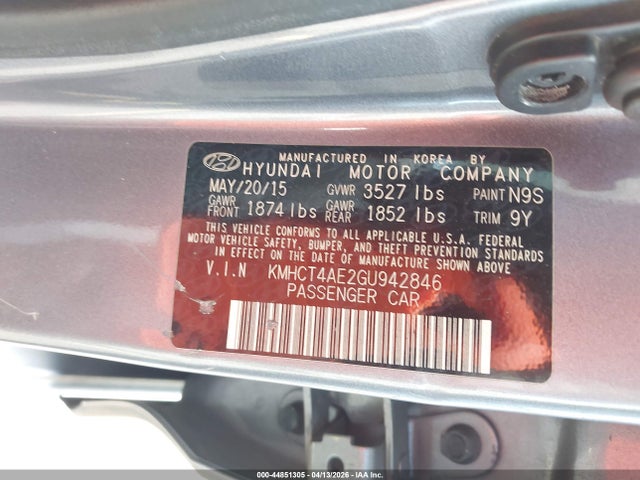 MANUFACTURED IN KOREA BY
HYUNDAI MOTOR COMPANY
MAY/20/15 GVWR 3527 lbs PAINT N9S
GAWR FRONT 1874 lbs GAWR REAR 1852 lbs TRIM 9Y
THIS VEHICLE CONFORMS TO ALL APPLICABLE U.S.A. FEDERAL
MOTOR VEHICLE SAFETY, BUMPER, AND THEFT PREVENTION STANDARDS
IN EFFECT ON THE DATE OF MANUFACTURE SHOWN ABOVE
V.I.N KMHCT4AE2GU942846
PASSENGER CAR
000-44851305 - 04/13/2026 - IAA Inc.